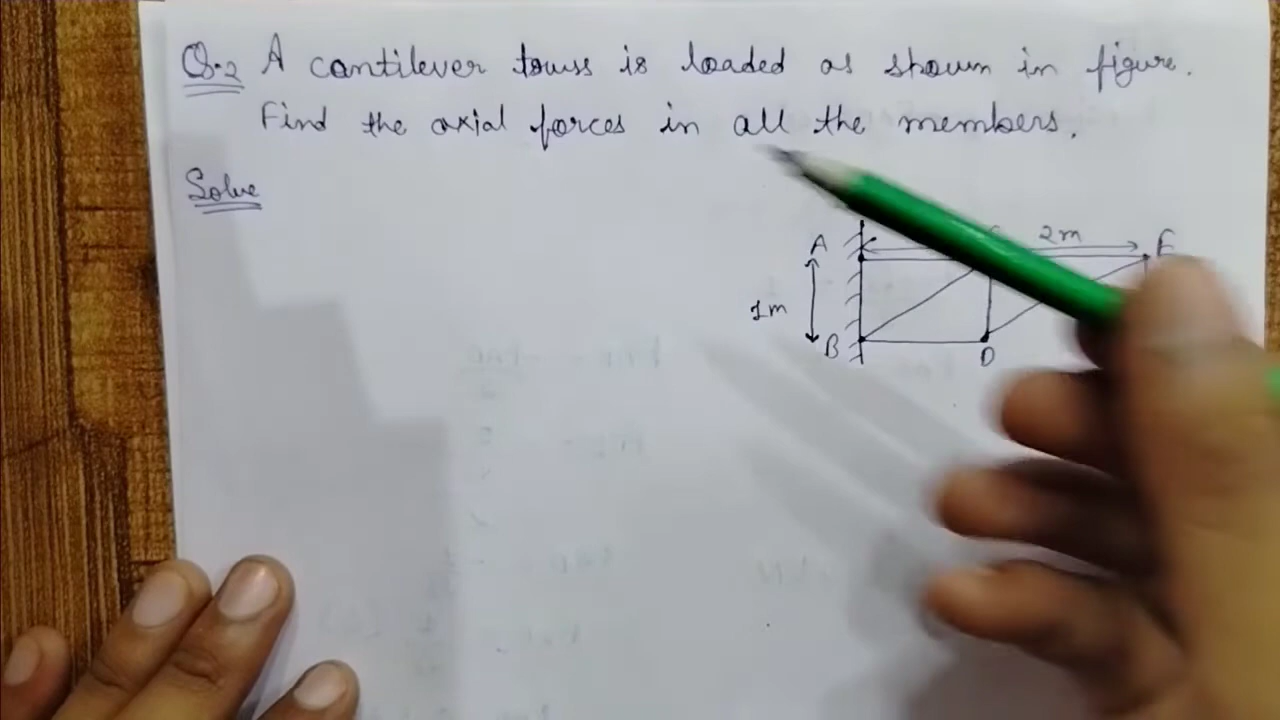 Q.2 A cantilever truss is loaded as shown in figure.
Find the axial forces in all the members.
Solve
A 2m E
1m
B D